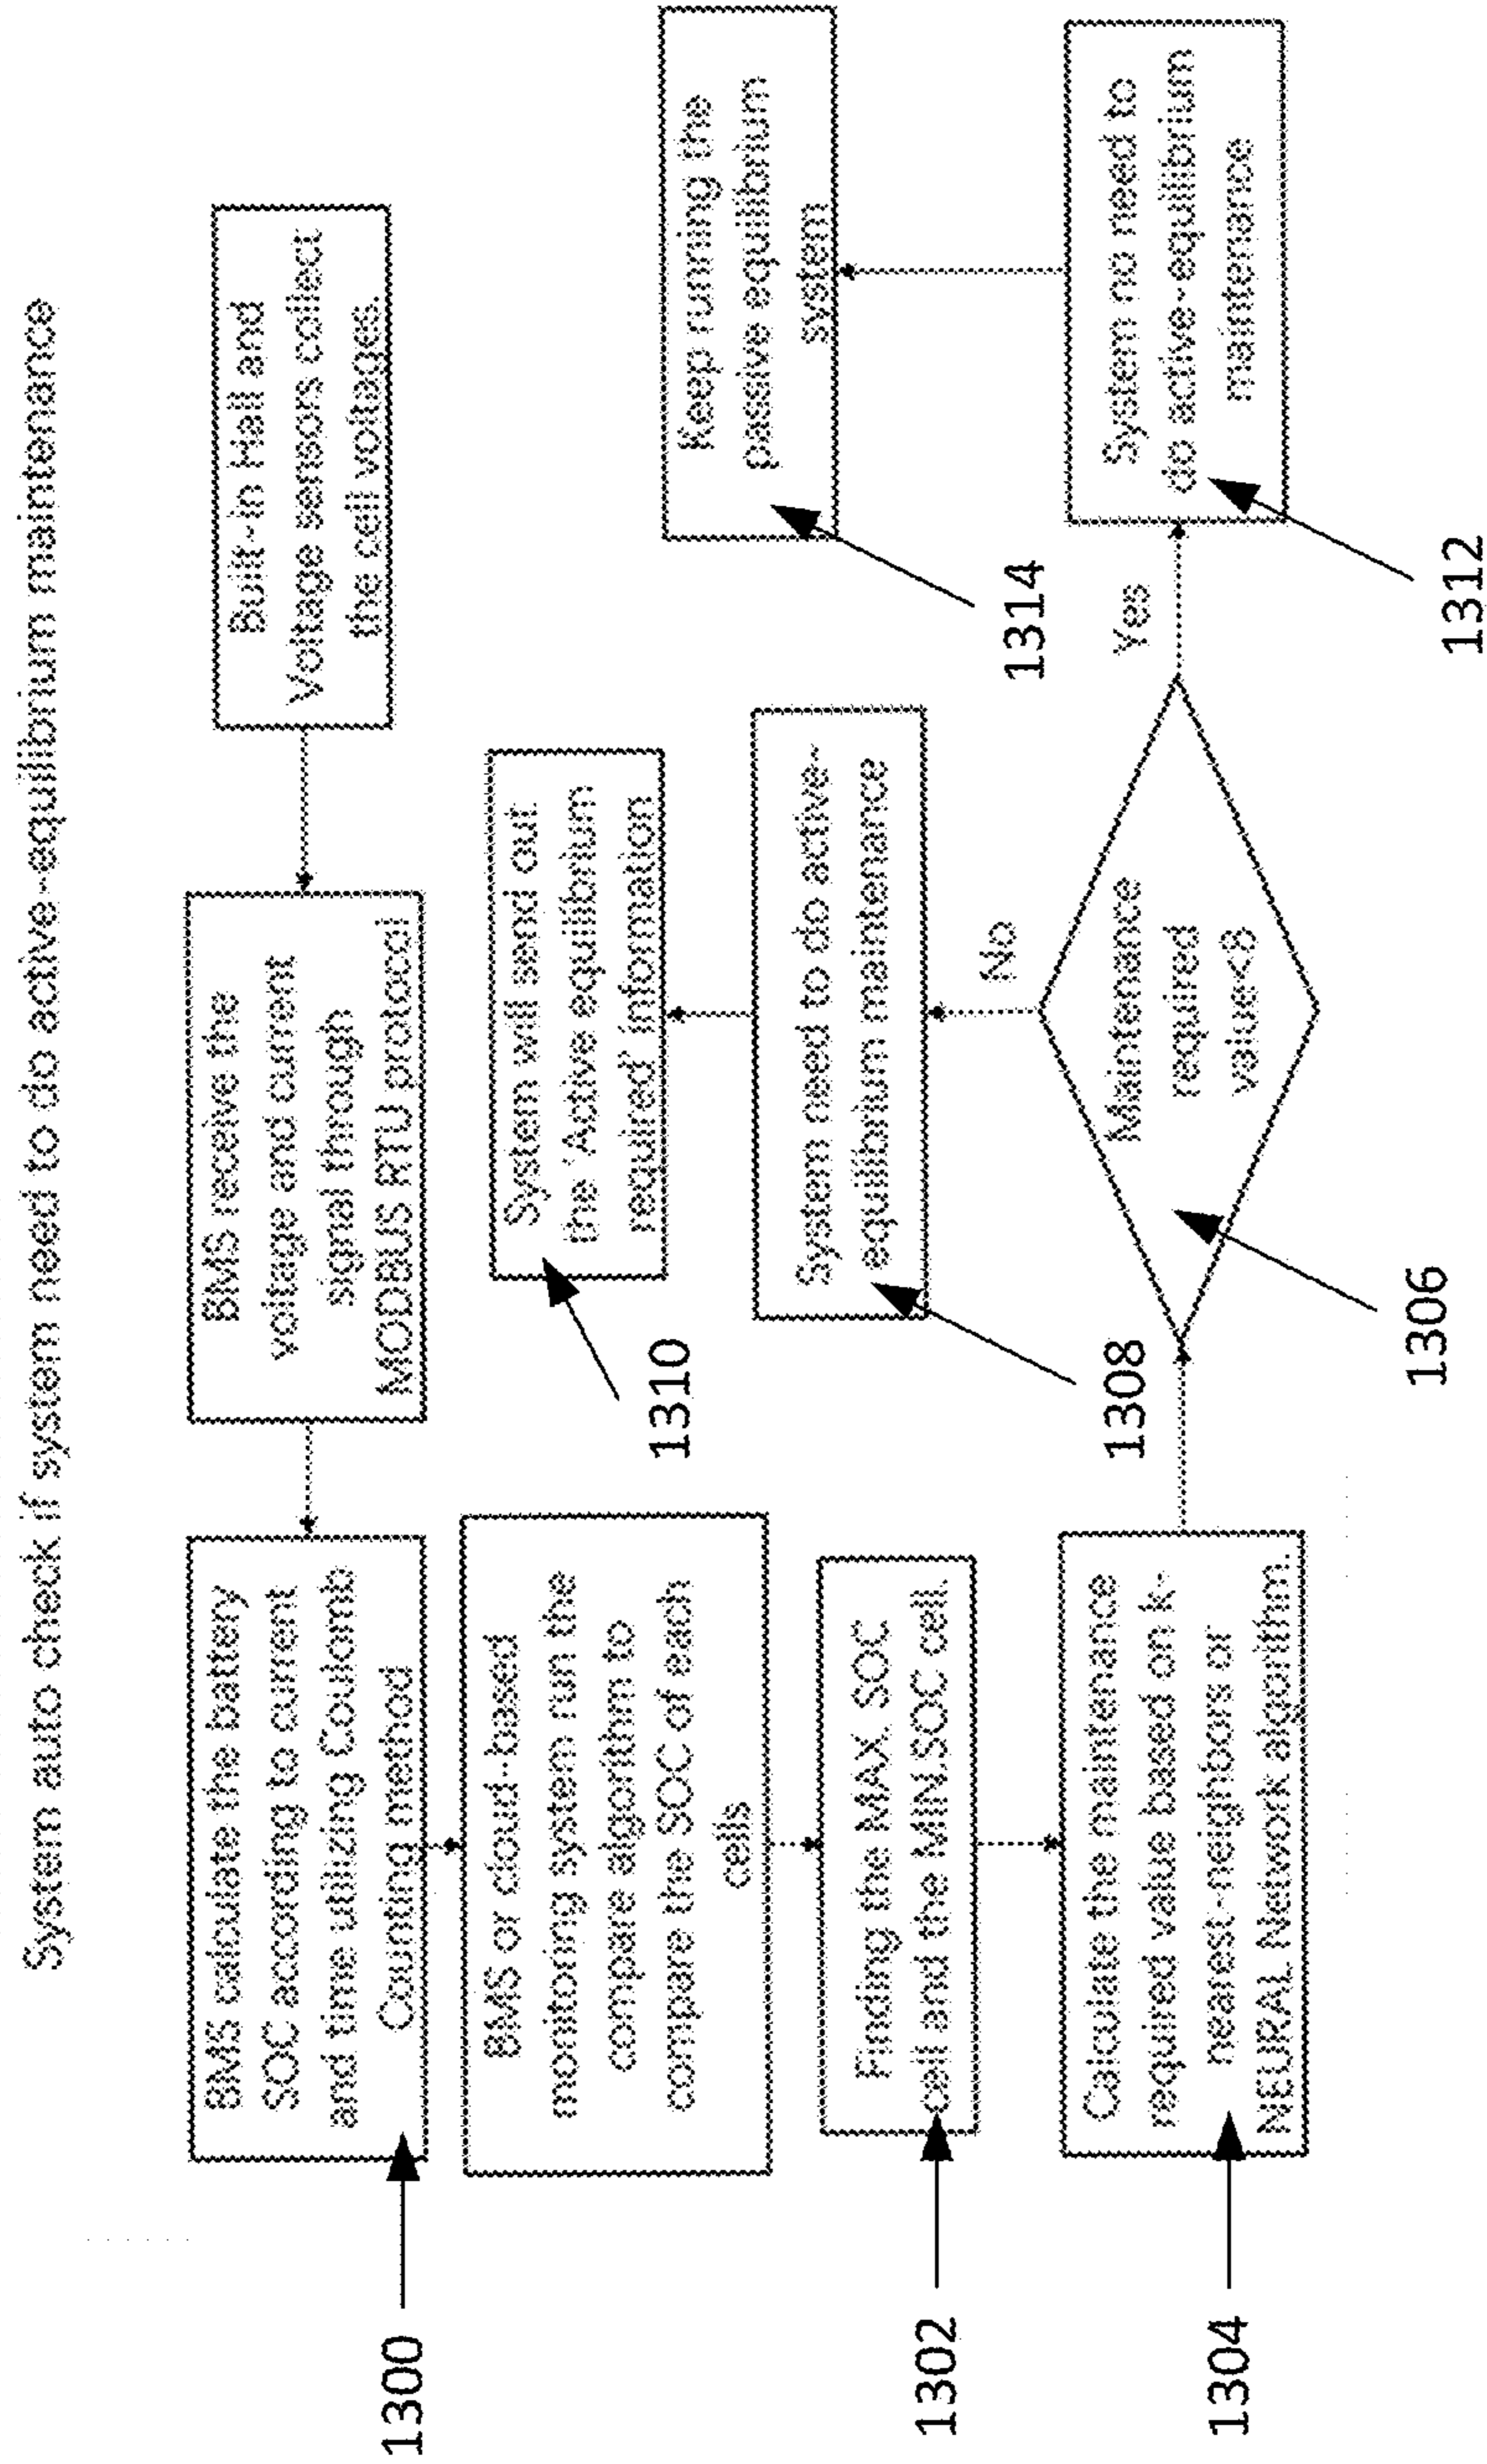 System auto check if system need to do active-equilibrium maintenance
Built-in Hall and
Voltage sensors collect
the cell voltages.
BMS receive the
voltage and current
signal through
MODBUS RTU protocol
BMS calculate the battery
SOC according to current
and time utilizing Coulomb
Counting method
1300
BMS or cloud-based
monitoring system run the
compare algorithm to
compare the SOC of each
cells
Finding the MAX. SOC
cell and the MIN.SOC cell.
1302
Calculate the maintenance
required value based on k-
nearest-neighbors or
NEURAL Network algorithm.
1304
Maintenance
required
value<8
1306
No
System need to do active-
equilibrium maintenance
1308
System will send out
the 'Active equilibrium
required' information
1310
Yes
System no need to
do active-equilibrium
maintenance
1312
Keep running the
passive equilibrium
system
1314